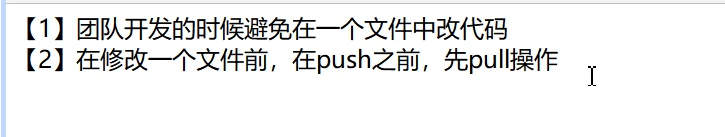 【1】团队开发的时候避免在一个文件中改代码
【2】在修改一个文件前，在push之前，先pull操作